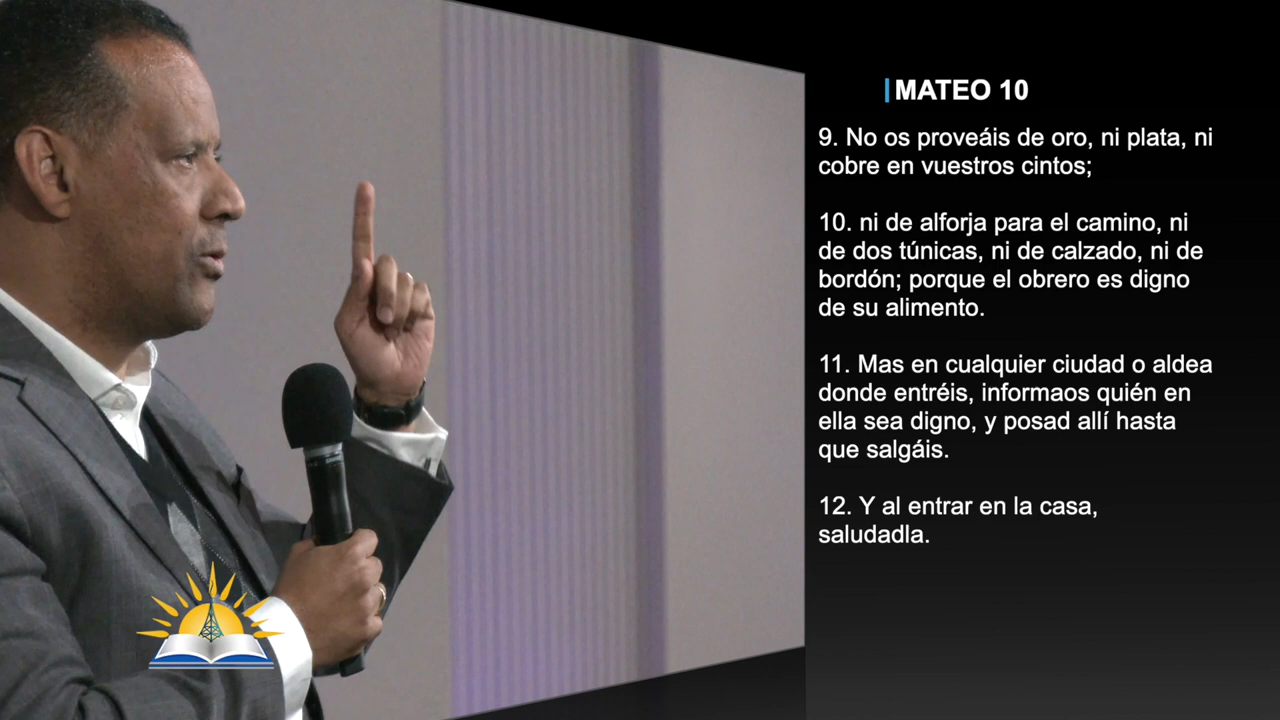 MATEO 10
9. No os proveáis de oro, ni plata, ni
cobre en vuestros cintos;
10. ni de alforja para el camino, ni
de dos túnicas, ni de calzado, ni de
bordón; porque el obrero es digno
de su alimento.
11. Mas en cualquier ciudad o aldea
donde entréis, informaos quién en
ella sea digno, y posad allí hasta
que salgáis.
12. Y al entrar en la casa,
saludadla.